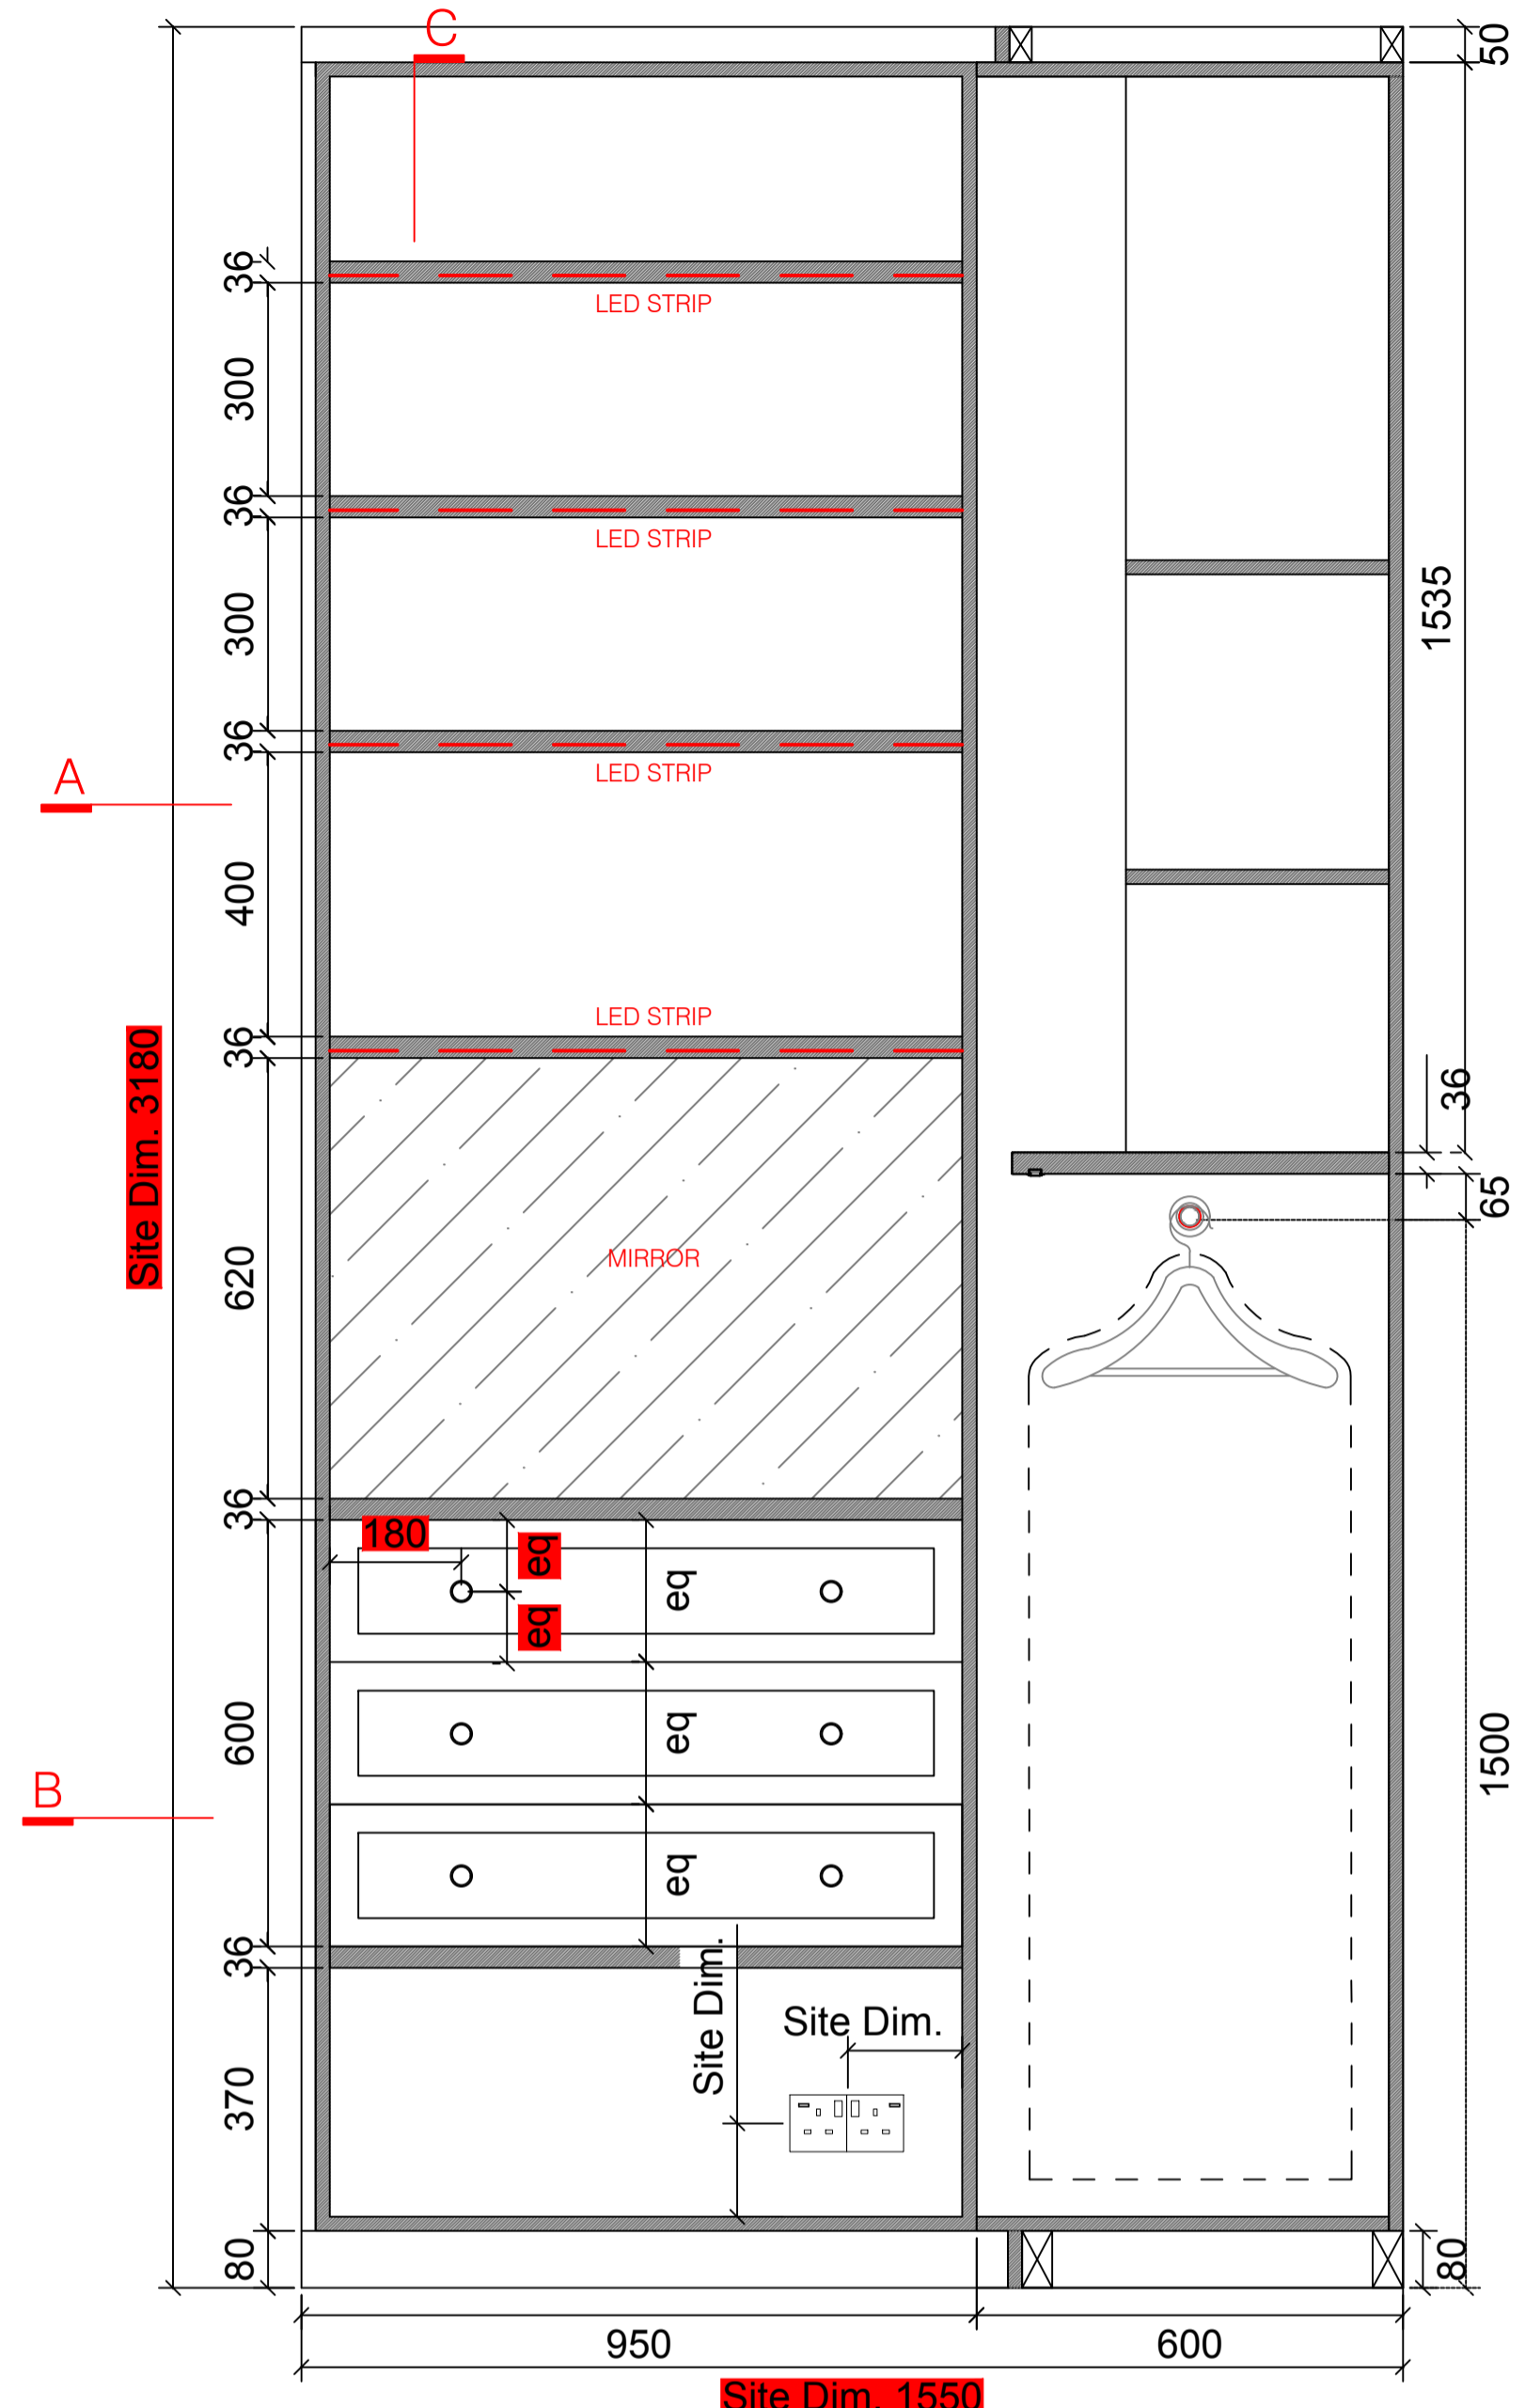 C
50
36
LED STRIP
300
36
LED STRIP
300
1535
36
LED STRIP
A
400
LED STRIP
36
36
Site Dim. 3180
65
620
MIRROR
36
180
eq
eq
eq
600
eq
1500
B
eq
36
Site Dim.
Site Dim.
370
80
80
950
600
Site Dim. 1550